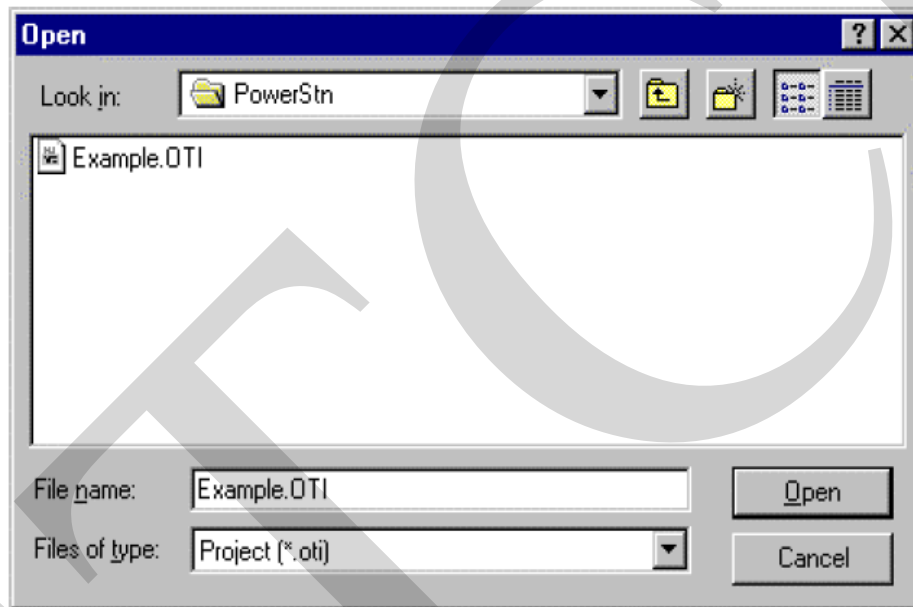 Open
Look in: PowerStn
Example.OTI
File name: Example.OTI Open
Files of type: Project (*.oti) Cancel